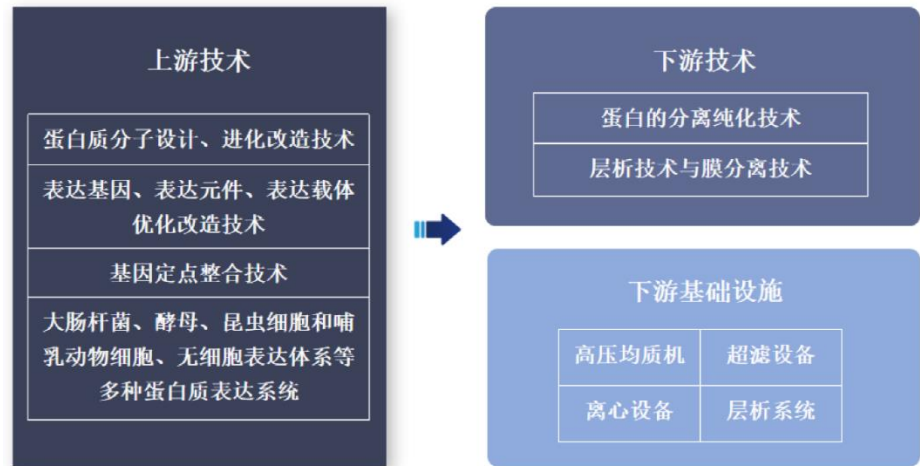 上游技术
蛋白质分子设计、进化改造技术
表达基因、表达元件、表达载体
优化改造技术
基因定点整合技术
大肠杆菌、酵母、昆虫细胞和哺
乳动物细胞、无细胞表达体系等
多种蛋白质表达系统
下游技术
蛋白的分离纯化技术
层析技术与膜分离技术
下游基础设施
高压均质机
超滤设备
离心设备
层析系统